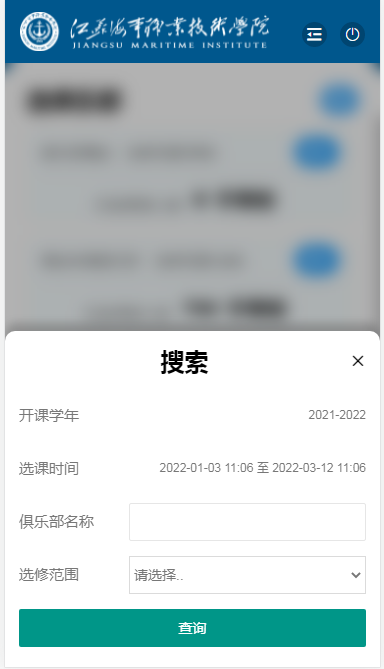 江苏海事职业技术学院
JIANGSU MARITIME INSTITUTE
搜索
开课学年 2021-2022
选课时间 2022-01-03 11:06 至 2022-03-12 11:06
俱乐部名称
选修范围 请选择..
查询